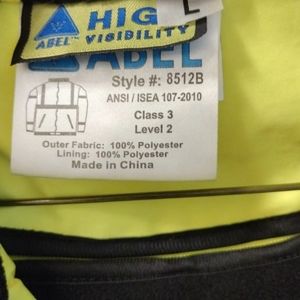 HIG
L
ABEL VISIBILITY
ABEL
Style #: 8512B
ANSI / ISEA 107-2010
Class 3
Level 2
Outer Fabric: 100% Polyester
Lining: 100% Polyester
Made in China